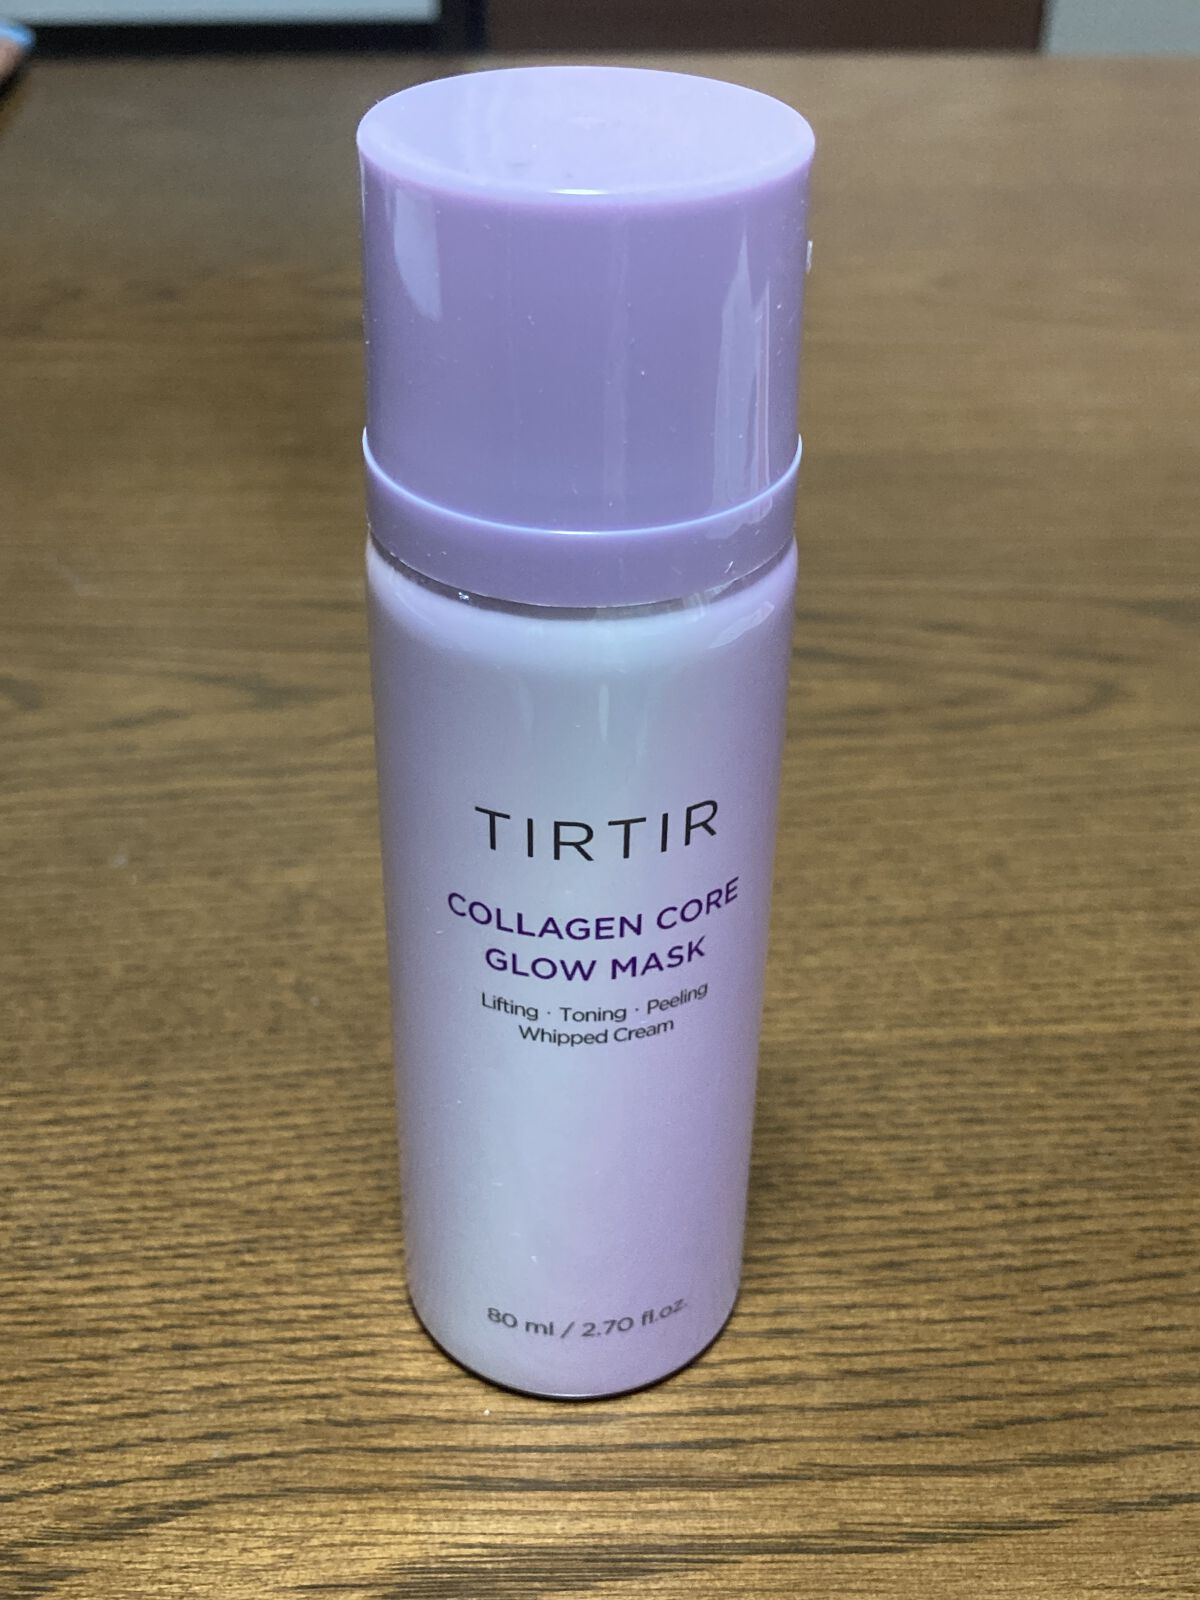 TIRTIR
COLLAGEN CORE
GLOW MASK
Lifting · Toning · Peeling
Whipped Cream
80 ml / 2.70 fl.oz.